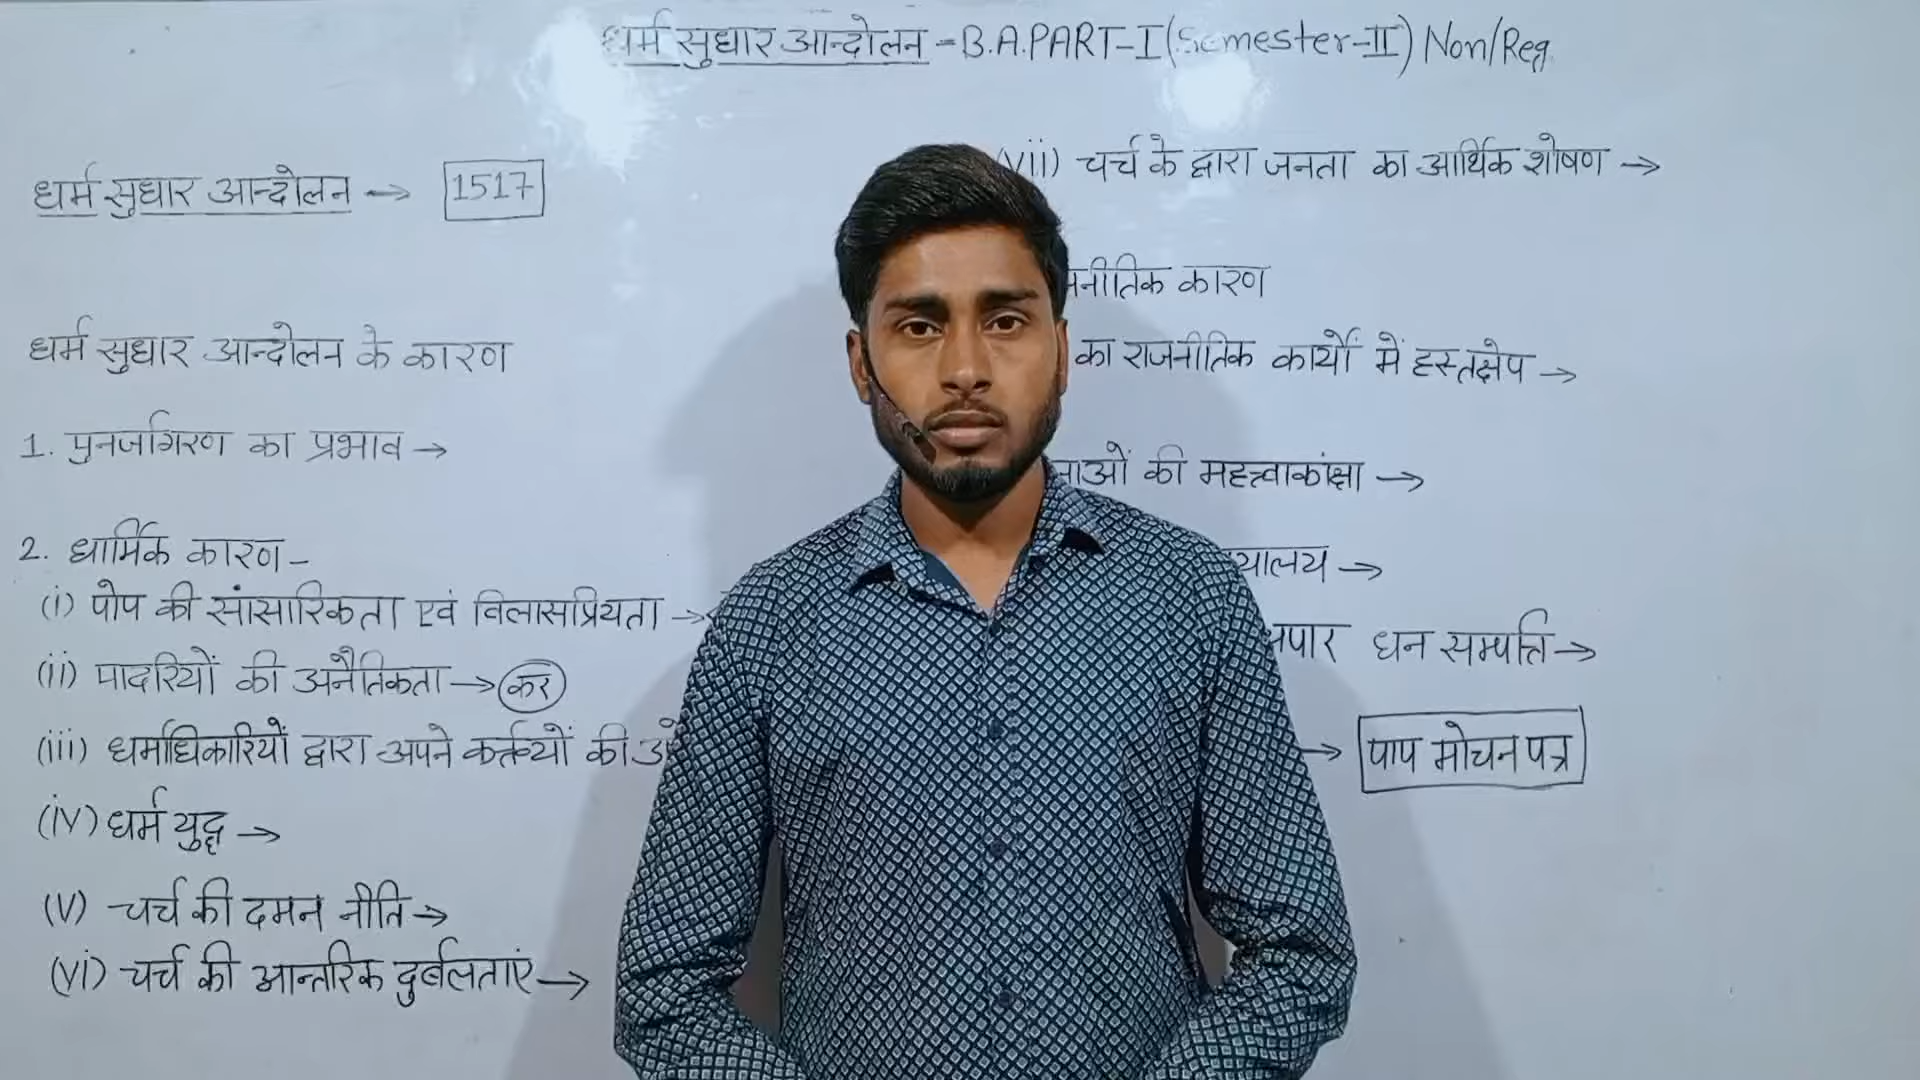 धर्म सुधार आन्दोलन - B.A.PART-I (Semester-II) Non/Reg.
धर्म सुधार आन्दोलन → 1517
धर्म सुधार आन्दोलन के कारण
1. पुनर्जागरण का प्रभाव →
2. धार्मिक कारण -
(i) पोप की सांसारिकता एवं विलासप्रियता →
(ii) पादरियों की अनैतिकता → कर
(iii) धर्माधिकारियों द्वारा अपने कर्तव्यों की
(iv) धर्म युद्ध →
(v) चर्च की दमन नीति →
(vi) चर्च की आन्तरिक दुर्बलताएं →
(vii) चर्च के द्वारा जनता का आर्थिक शोषण →
नीतिक कारण
का राजनीतिक कार्यों में हस्तक्षेप →
की महत्त्वाकांक्षा →
यालय →
धन सम्पत्ति →
→ पाप मोचन पत्र